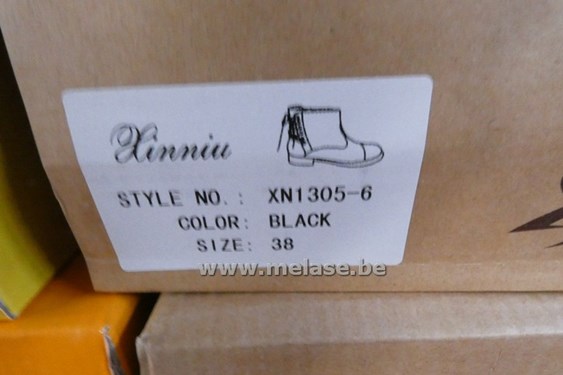 Xinniu
STYLE NO.: XN1305-6
COLOR: BLACK
SIZE: 38
www.melase.be